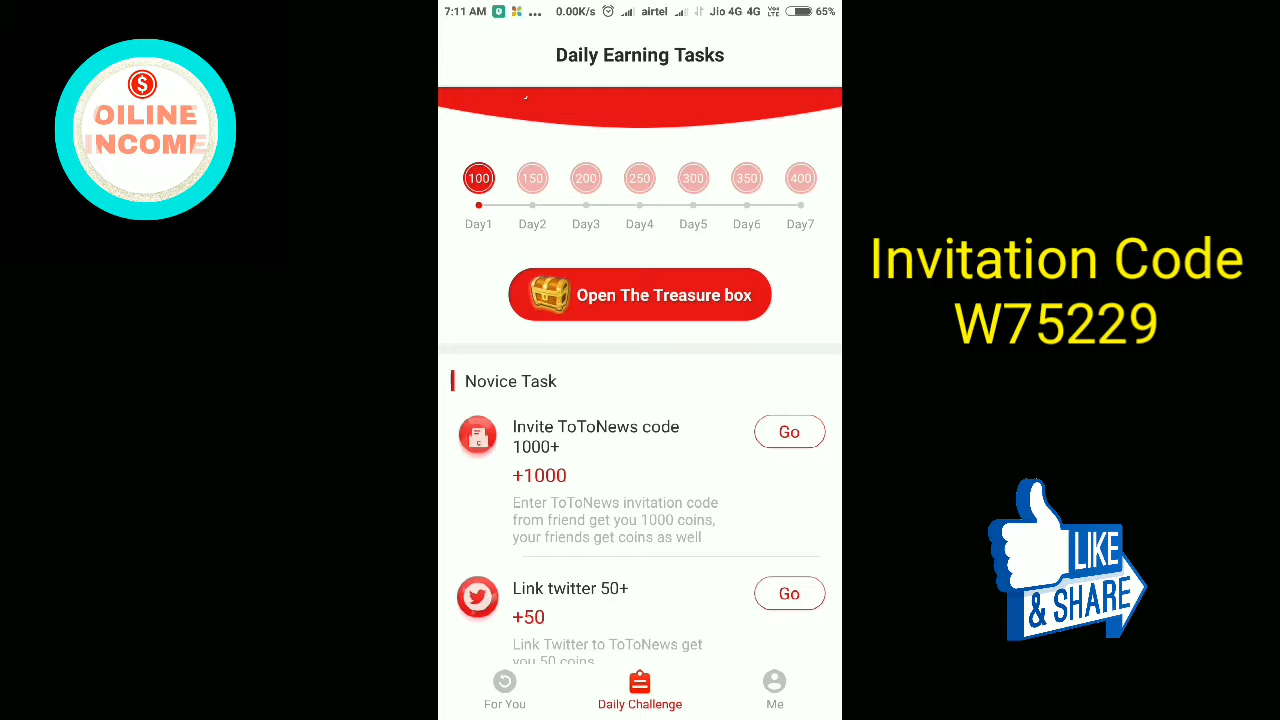 7:11 AM ... 0.00K/s airtel Jio 4G 4G 65%
Daily Earning Tasks
$
OILINE
INCOME
100 150 200 250 300 350 400
Day1 Day2 Day3 Day4 Day5 Day6 Day7
Open The Treasure box
Invitation Code
W75229
Novice Task
Invite ToToNews code
1000+
Go
+1000
Enter ToToNews invitation code
from friend get you 1000 coins,
your friends get coins as well
Link twitter 50+
Go
+50
Link Twitter to ToToNews get
you 50 coins
LIKE
& SHARE
For You Daily Challenge Me